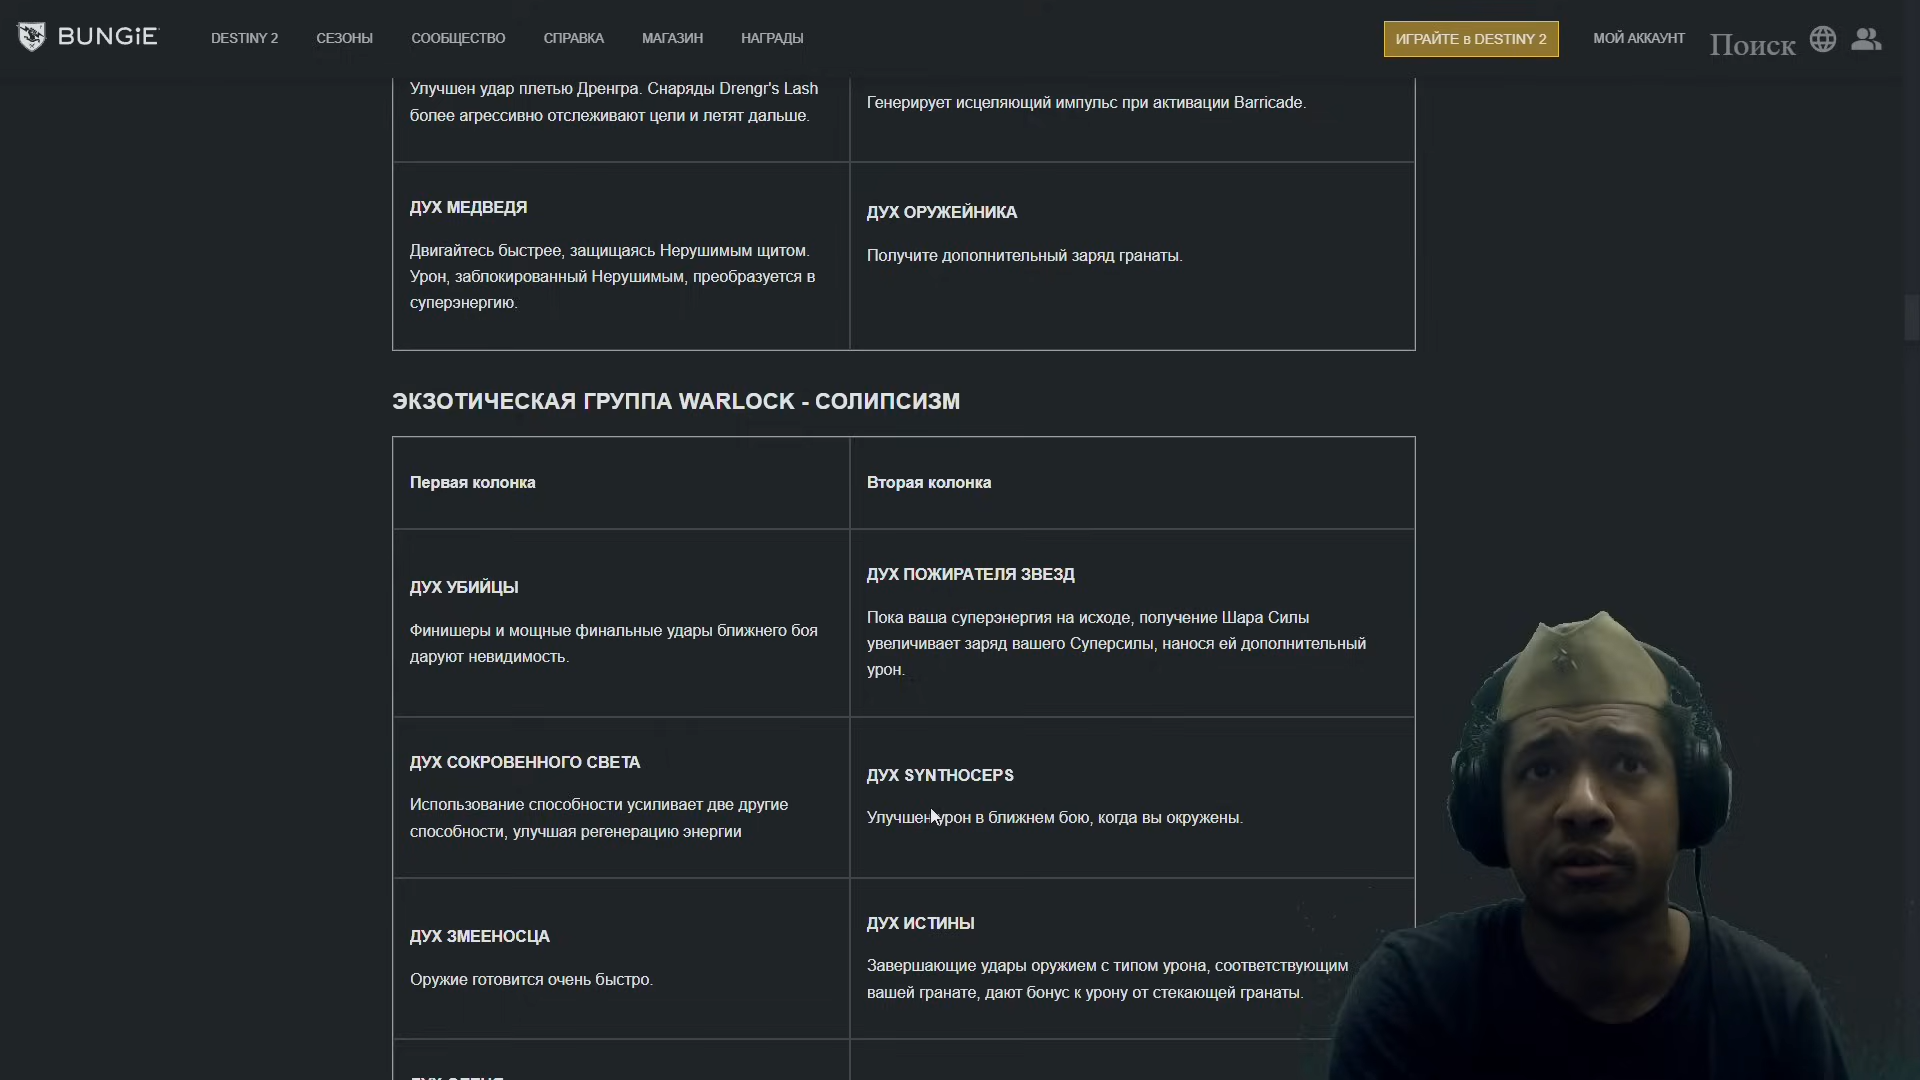 BUNGiE
DESTINY 2
СЕЗОНЫ
СООБЩЕСТВО
СПРАВКА
МАГАЗИН
НАГРАДЫ
ИГРАЙТЕ в DESTINY 2
МОЙ АККАУНТ
Поиск
Улучшен удар плетью Дренгра. Снаряды Drengr's Lash
более агрессивно отслеживают цели и летят дальше.
Генерирует исцеляющий импульс при активации Barricade.
ДУХ МЕДВЕДЯ
Двигайтесь быстрее, защищаясь Нерушимым щитом.
Урон, заблокированный Нерушимым, преобразуется в
суперэнергию.
ДУХ ОРУЖЕЙНИКА
Получите дополнительный заряд гранаты.
ЭКЗОТИЧЕСКАЯ ГРУППА WARLOCK - СОЛИПСИЗМ
Первая колонка
Вторая колонка
ДУХ УБИЙЦЫ
Финишеры и мощные финальные удары ближнего боя
даруют невидимость.
ДУХ ПОЖИРАТЕЛЯ ЗВЕЗД
Пока ваша суперэнергия на исходе, получение Шара Силы
увеличивает заряд вашего Суперсилы, нанося ей дополнительный
урон.
ДУХ СОКРОВЕННОГО СВЕТА
Использование способности усиливает две другие
способности, улучшая регенерацию энергии
ДУХ SYNTHOCEPS
Улучшен урон в ближнем бою, когда вы окружены.
ДУХ ЗМЕЕНОСЦА
Оружие готовится очень быстро.
ДУХ ИСТИНЫ
Завершающие удары оружием с типом урона, соответствующим
вашей гранате, дают бонус к урону от стекающей гранаты.